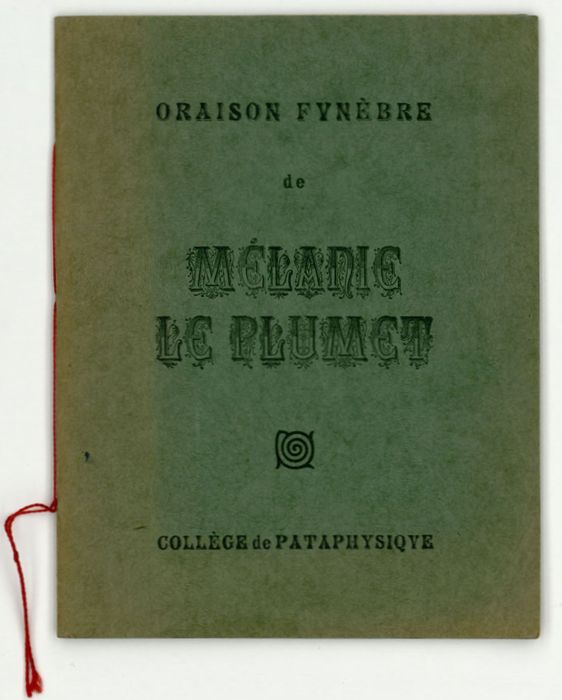 ORAISON FVNÈBRE
de
MÉLANIE
LE PLUMET
COLLÈGE de PATAPHYSIQVE